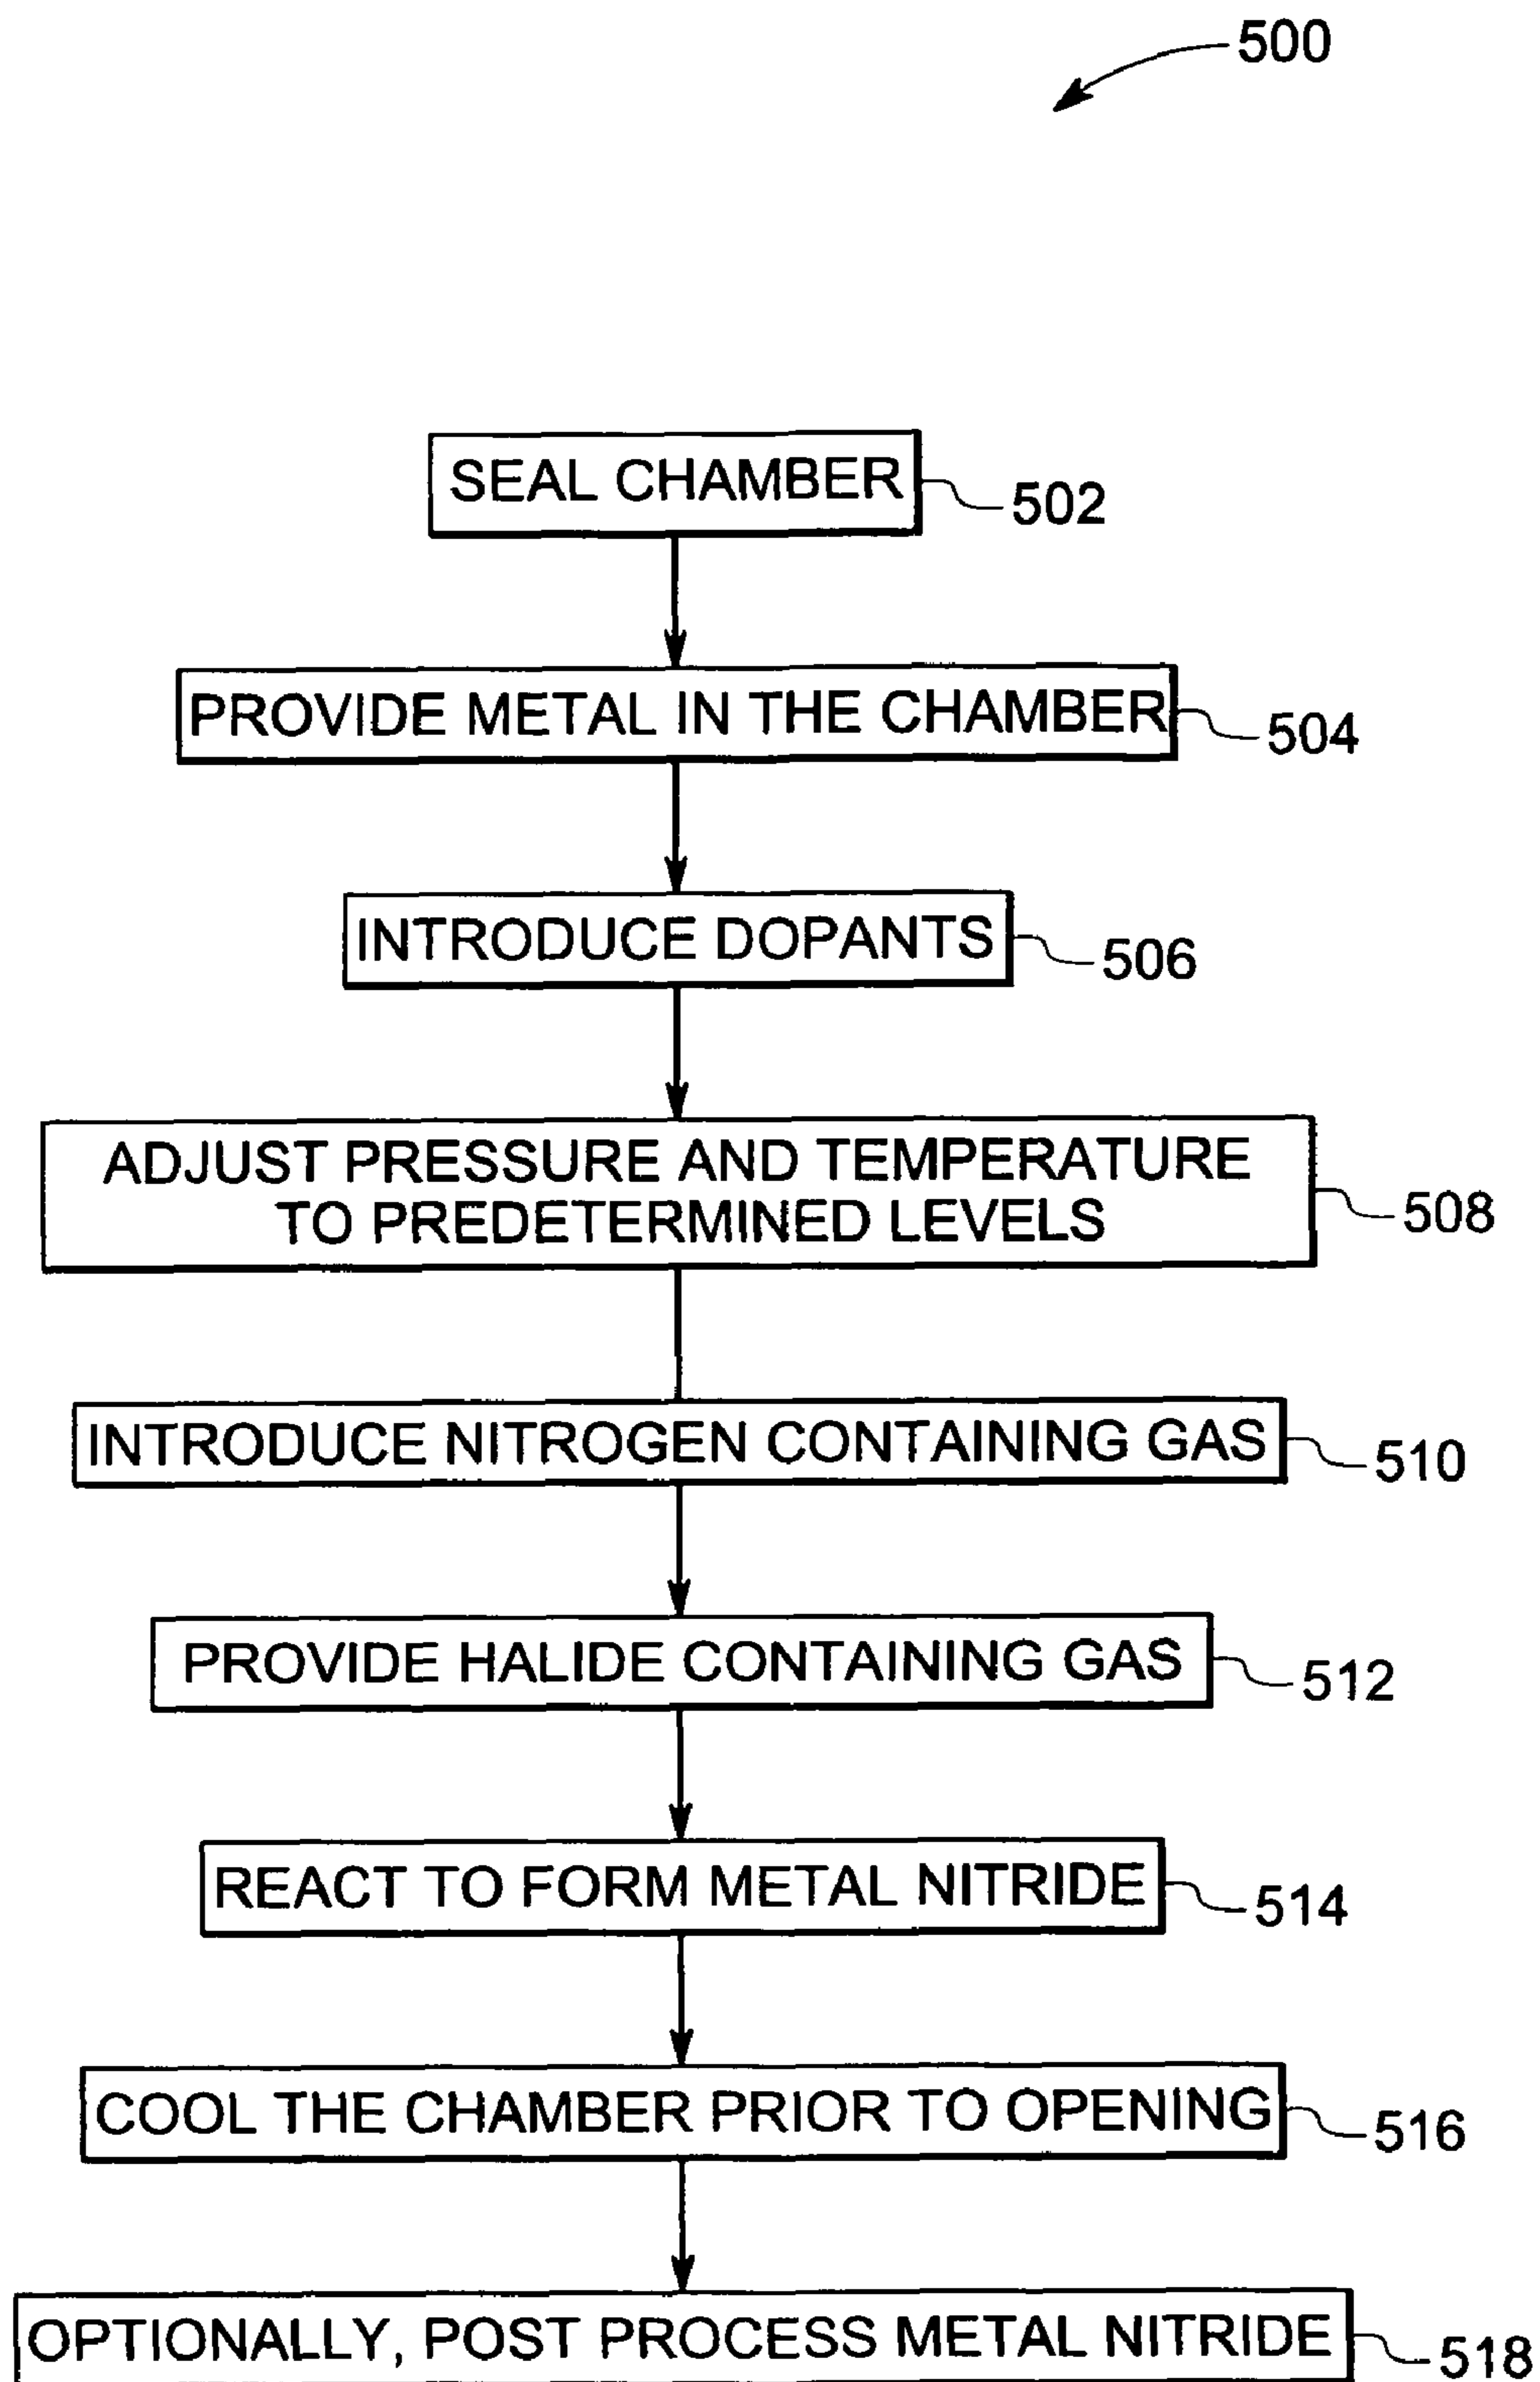 500
SEAL CHAMBER
502
PROVIDE METAL IN THE CHAMBER
504
INTRODUCE DOPANTS
506
ADJUST PRESSURE AND TEMPERATURE
TO PREDETERMINED LEVELS
508
INTRODUCE NITROGEN CONTAINING GAS
510
PROVIDE HALIDE CONTAINING GAS
512
REACT TO FORM METAL NITRIDE
514
COOL THE CHAMBER PRIOR TO OPENING
516
OPTIONALLY, POST PROCESS METAL NITRIDE
518